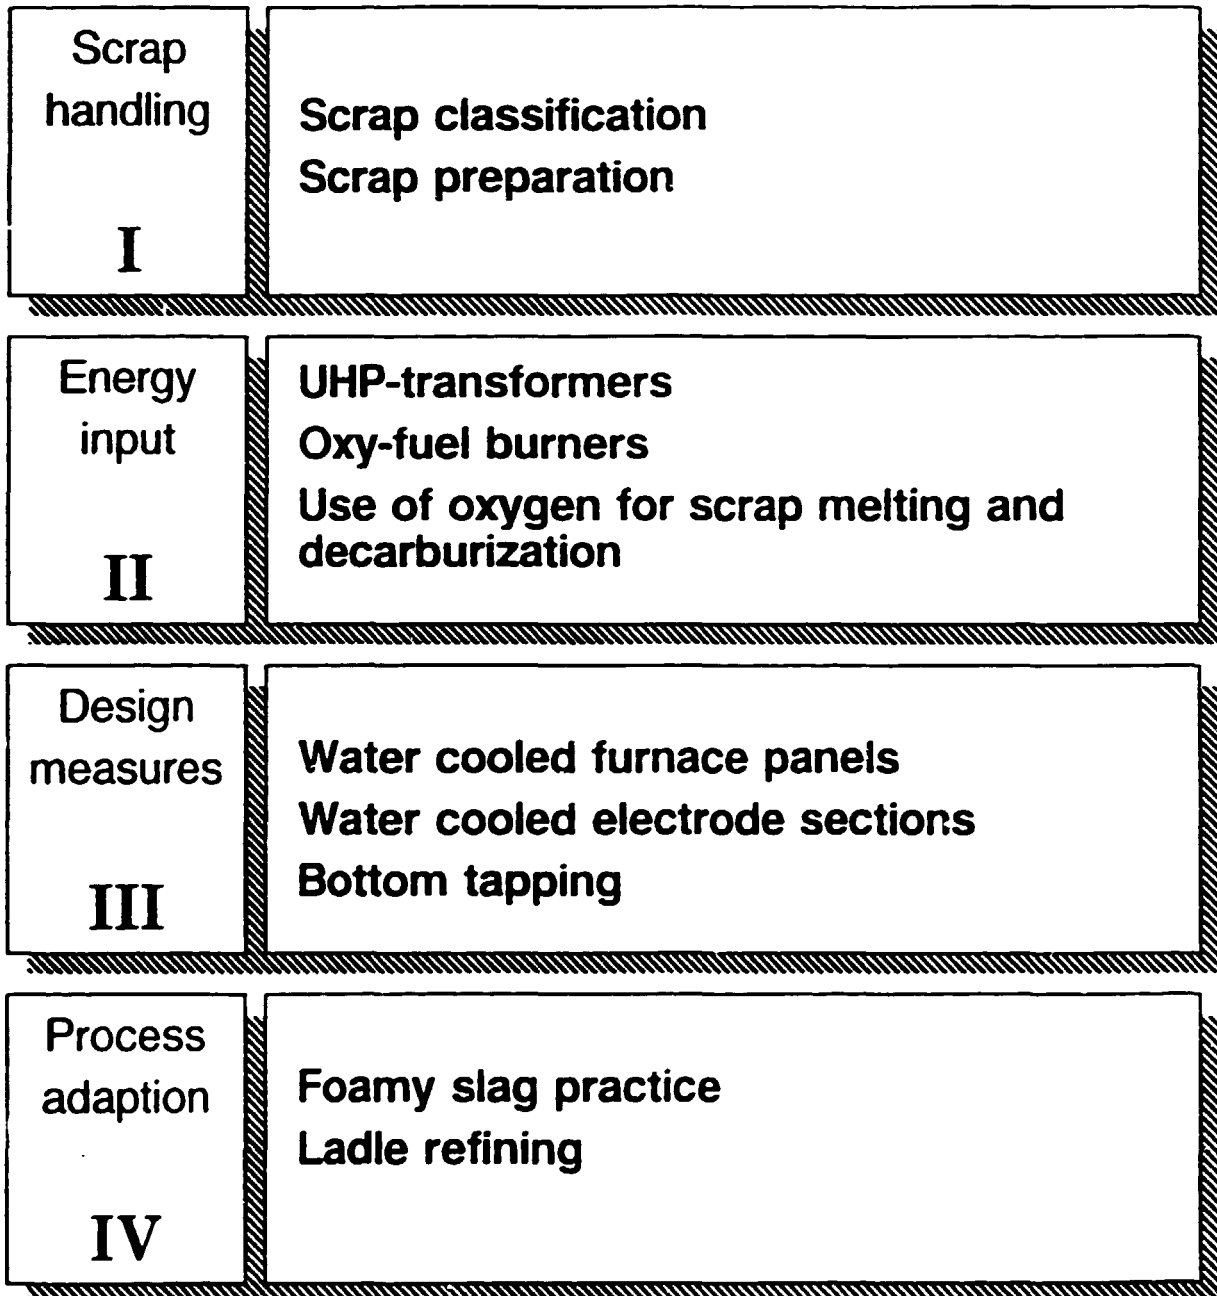 Scrap
handling
I
Scrap classification
Scrap preparation
Energy
input
II
UHP-transformers
Oxy-fuel burners
Use of oxygen for scrap melting and
decarburization
Design
measures
III
Water cooled furnace panels
Water cooled electrode sections
Bottom tapping
Process
adaption
IV
Foamy slag practice
Ladle refining